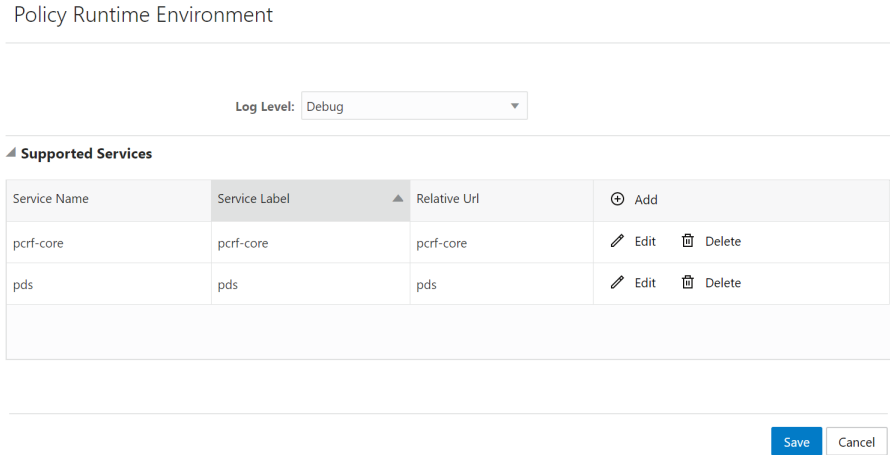 Policy Runtime Environment
Log Level: Debug
Supported Services
Service Name Service Label Relative Url Add
pcrf-core pcrf-core pcrf-core Edit Delete
pds pds pds Edit Delete
Save Cancel